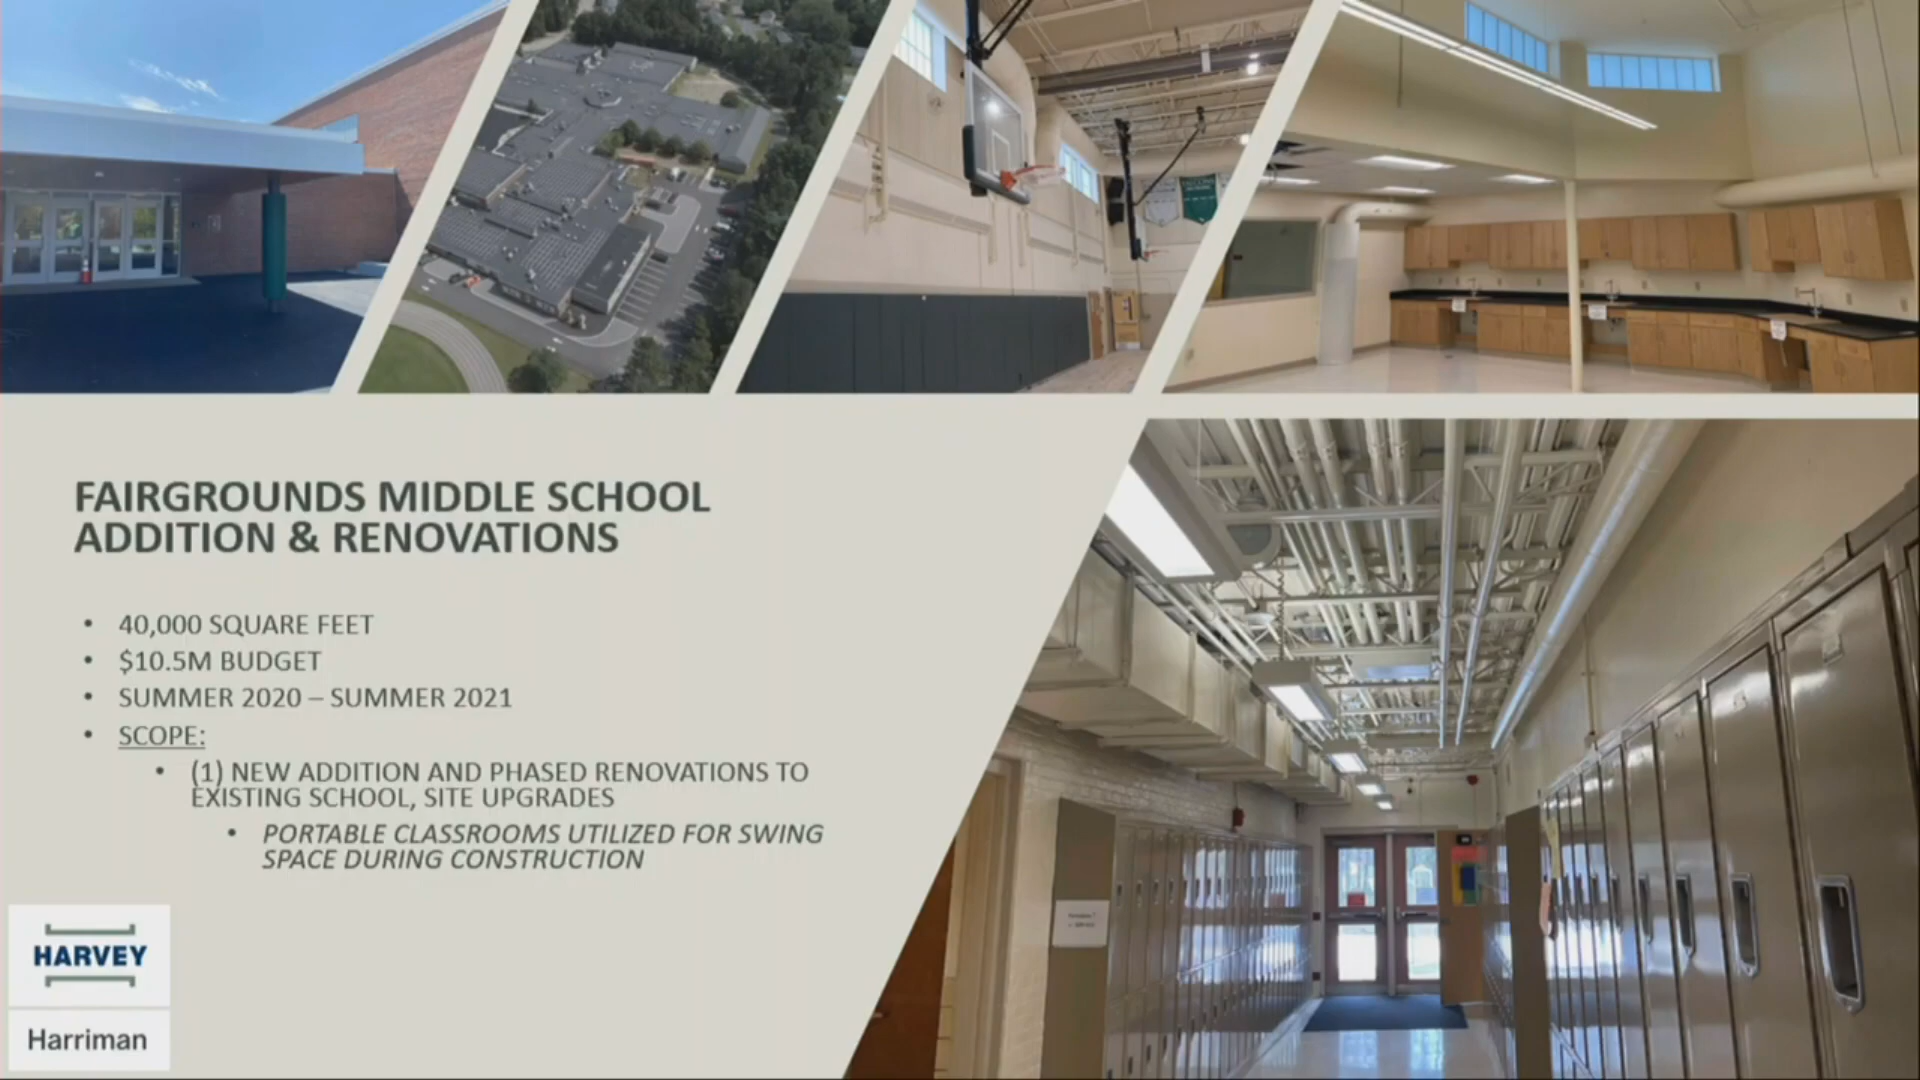 FAIRGROUNDS MIDDLE SCHOOL
ADDITION & RENOVATIONS
• 40,000 SQUARE FEET
• $10.5M BUDGET
• SUMMER 2020 – SUMMER 2021
• SCOPE:
• (1) NEW ADDITION AND PHASED RENOVATIONS TO
EXISTING SCHOOL, SITE UPGRADES
• PORTABLE CLASSROOMS UTILIZED FOR SWING
SPACE DURING CONSTRUCTION
HARVEY
Harriman